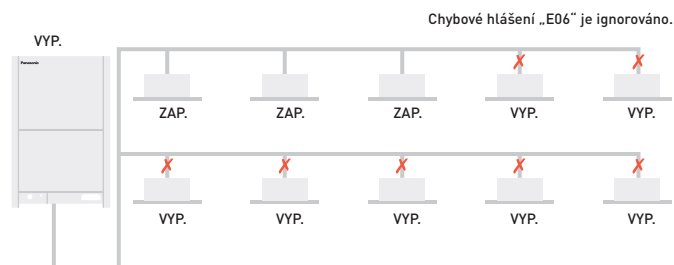 Chybové hlášení „E06“ je ignorováno.
VYP.
Panasonic
ZAP. ZAP. ZAP. VYP. VYP.
VYP. VYP. VYP. VYP. VYP.